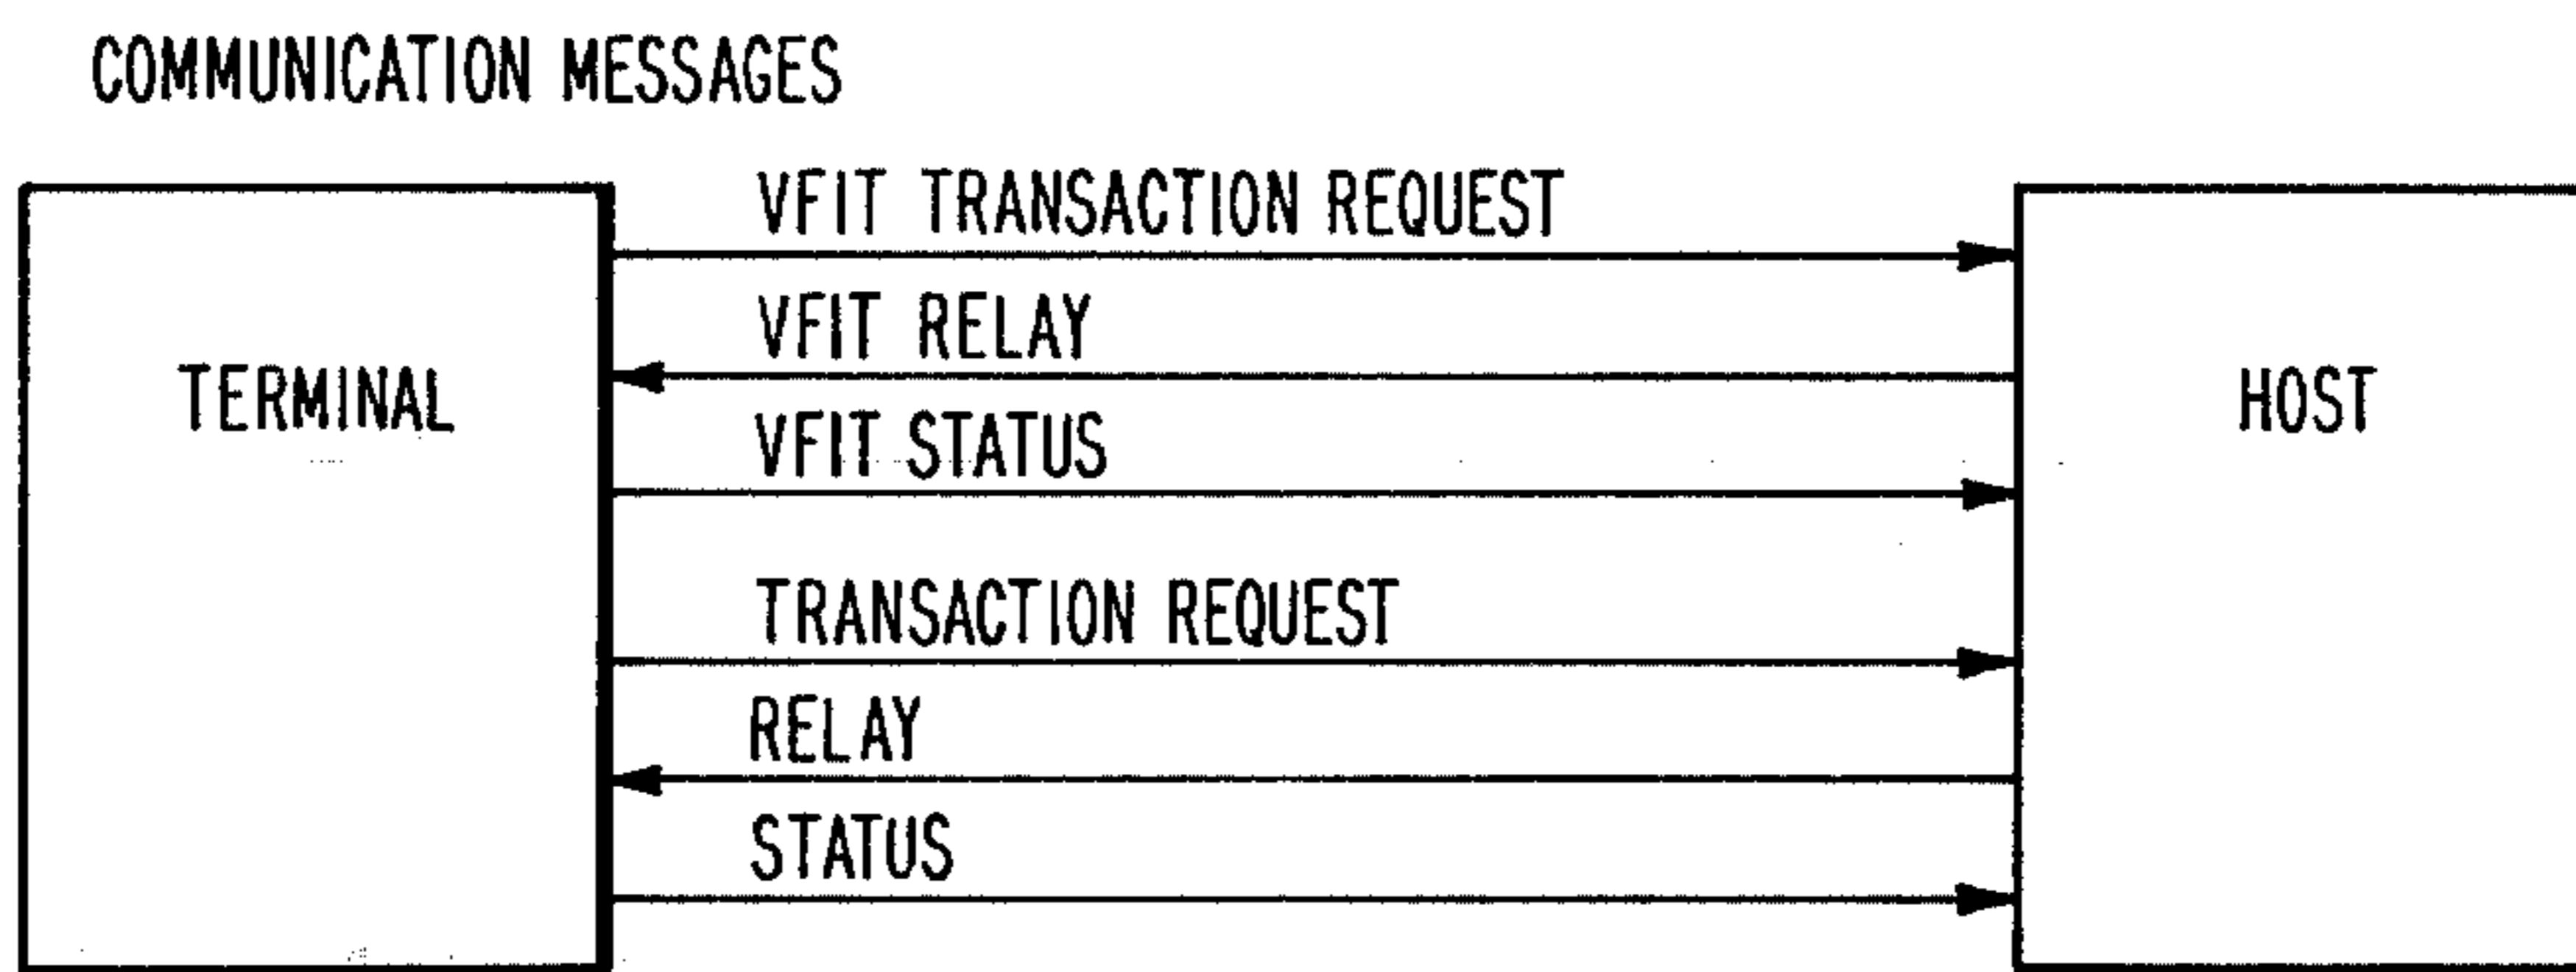 COMMUNICATION MESSAGES
VFIT TRANSACTION REQUEST
VFIT RELAY
TERMINAL
HOST
VFIT STATUS
TRANSACTION REQUEST
RELAY
STATUS